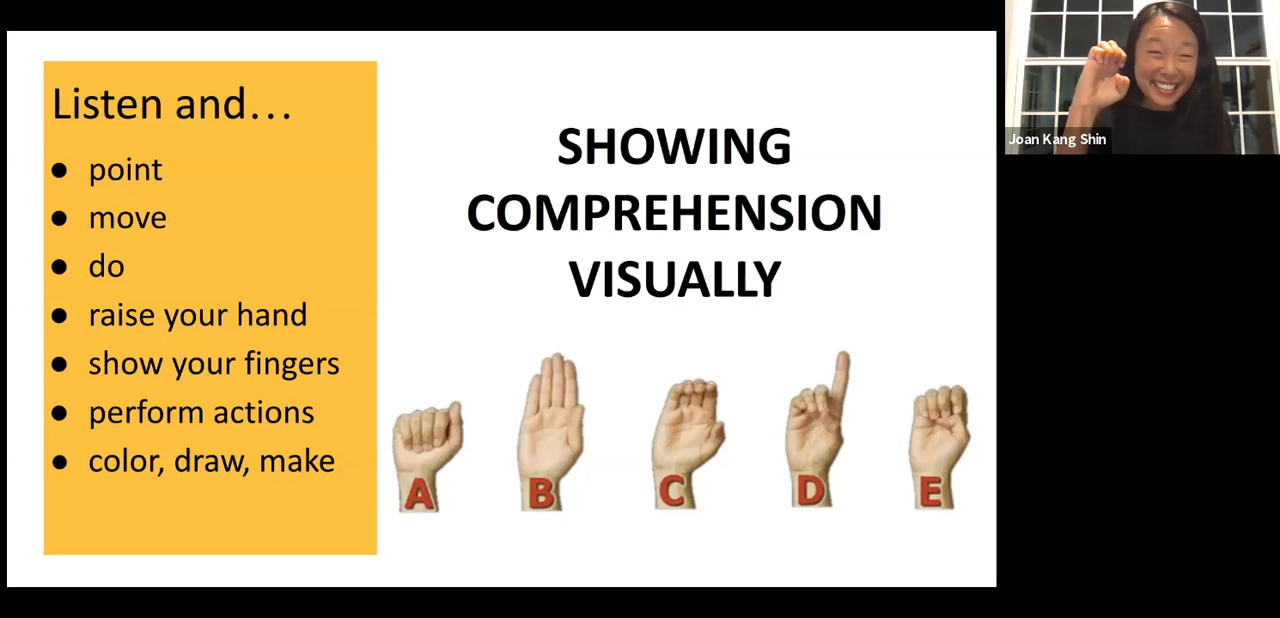 Listen and…
● point
● move
● do
● raise your hand
● show your fingers
● perform actions
● color, draw, make
SHOWING
COMPREHENSION
VISUALLY
A B C D E
Joan Kang Shin